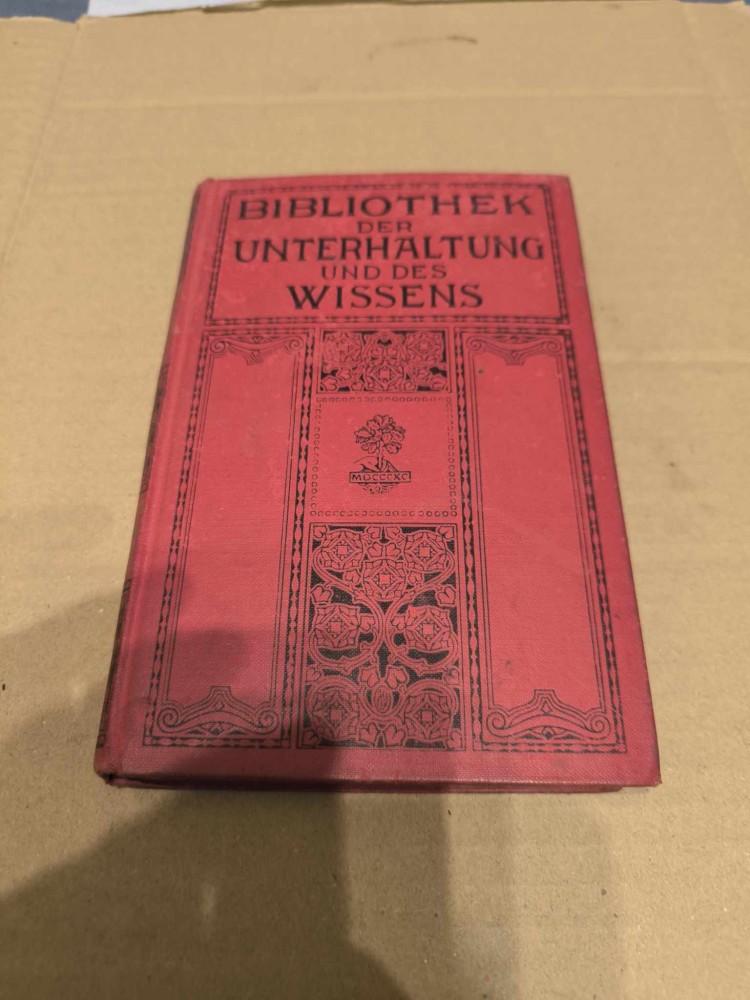 BIBLIOTHEK
DER
UNTERHALTUNG
UND DES
WISSENS
MDCCCXC